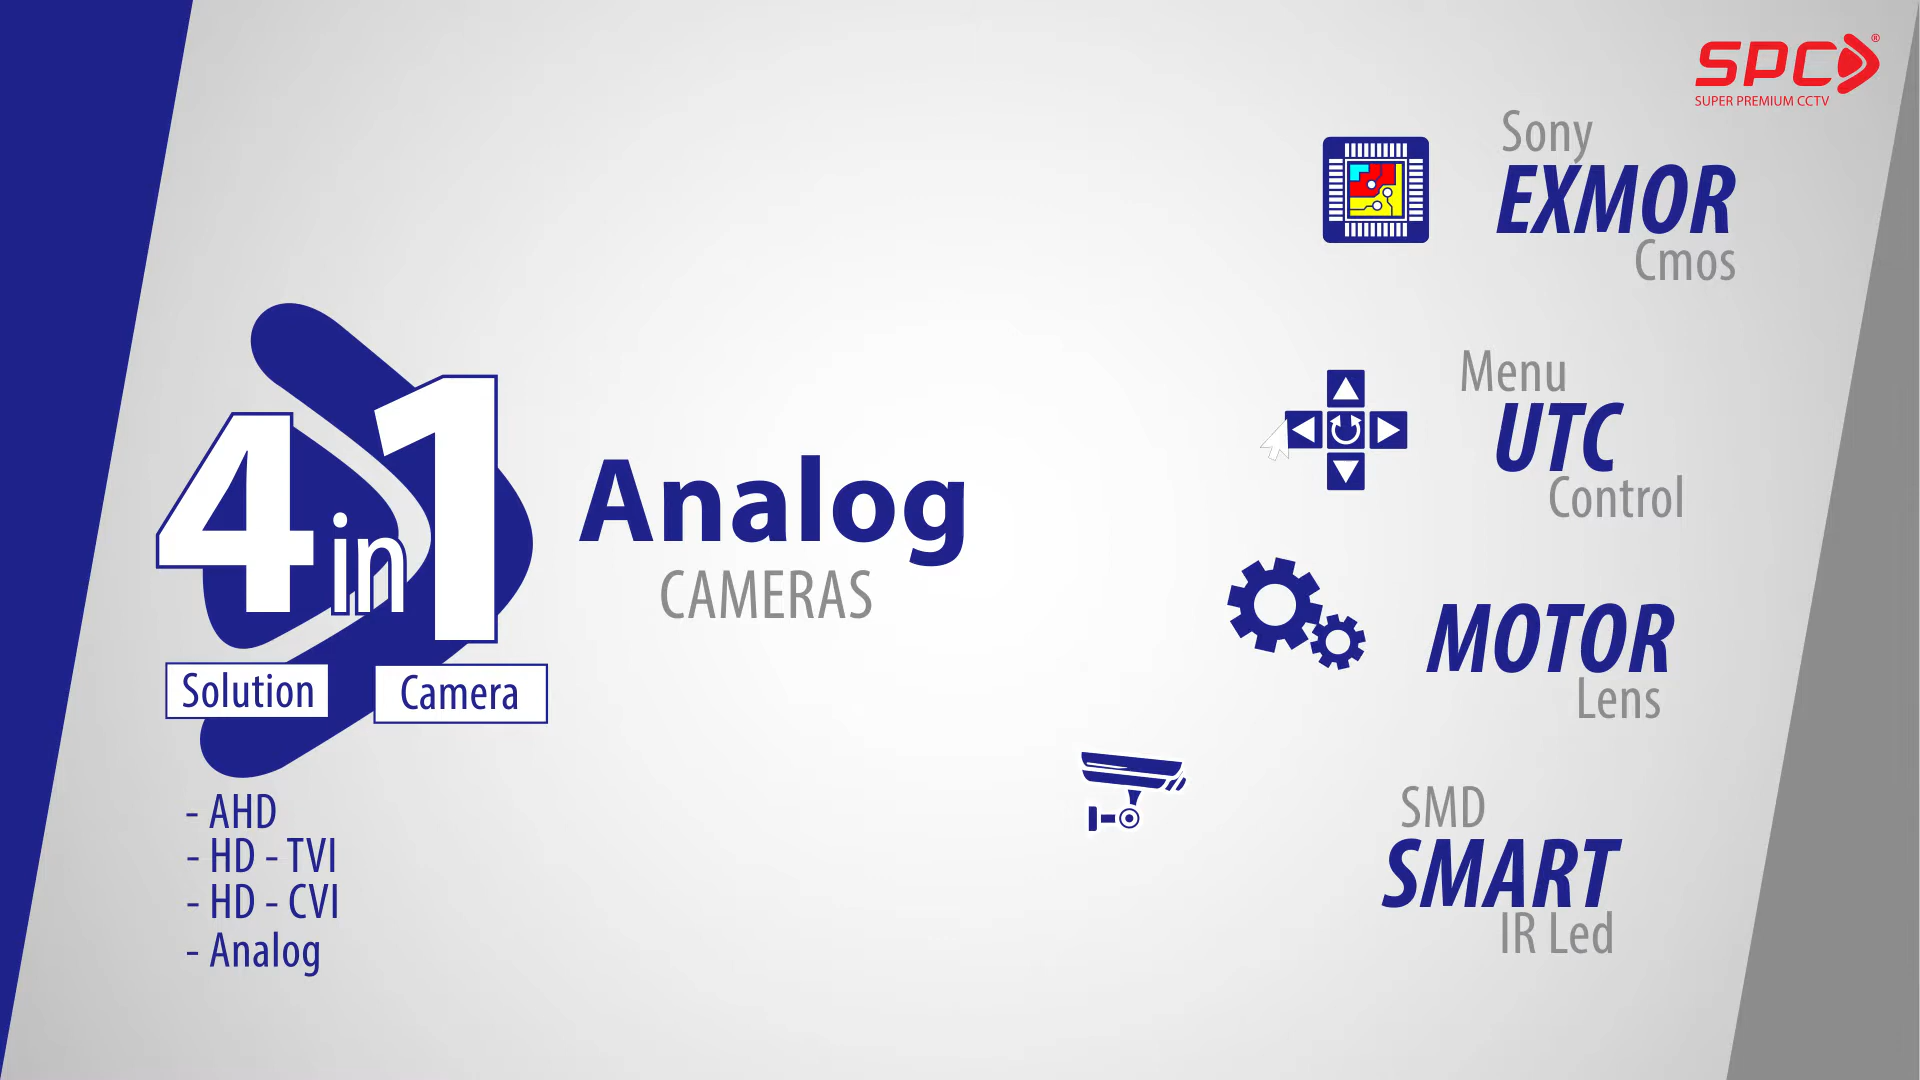 SPC®
SUPER PREMIUM CCTV
4 in 1
Solution
Camera
- AHD
- HD - TVI
- HD - CVI
- Analog
Analog
CAMERAS
Sony
EXMOR
Cmos
Menu
UTC
Control
MOTOR
Lens
SMD
SMART
IR Led